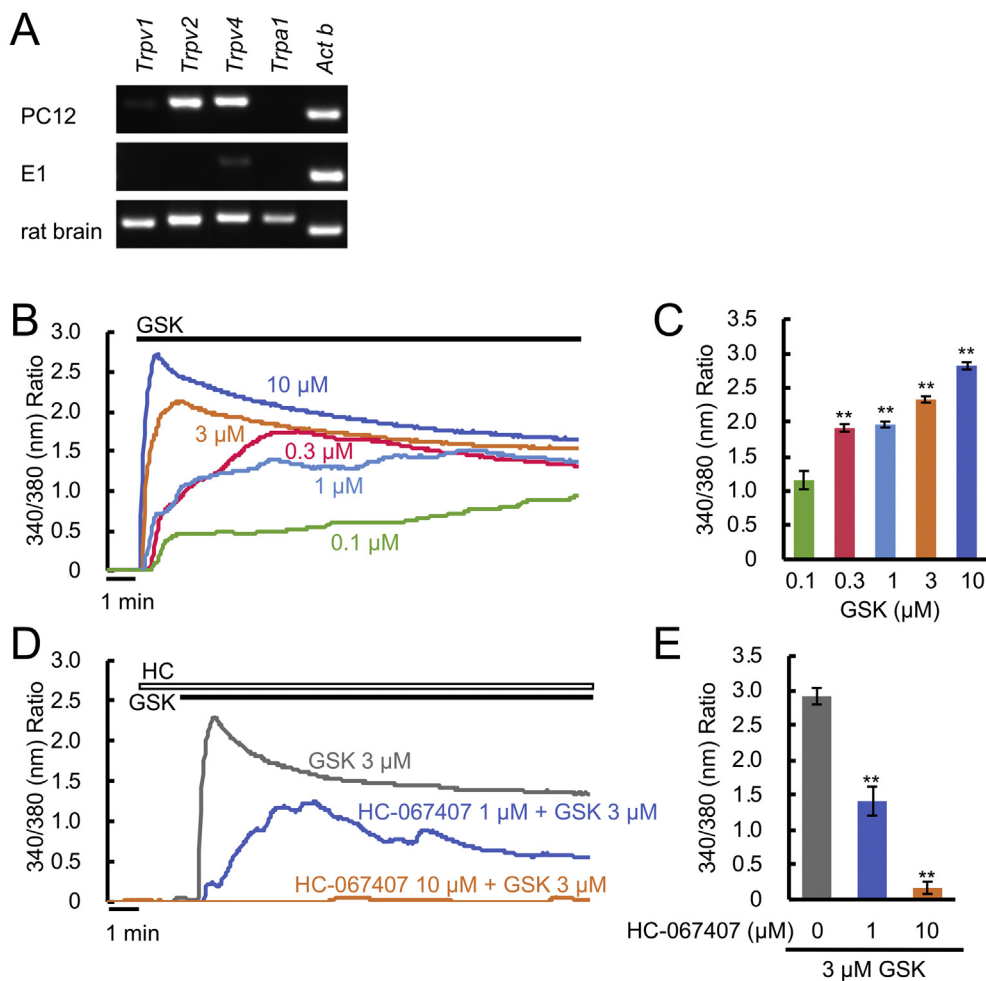 A
Trpv1 Trpv2 Trpv4 Trpa1 Act b
PC12
E1
rat brain
B
340/380 (nm) Ratio
3.0
2.5
2.0
1.5
1.0
0.5
0
GSK
10 µM
3 µM
0.3 µM
1 µM
0.1 µM
1 min
C
340/380 (nm) Ratio
3.5
3.0
2.5
2.0
1.5
1.0
0.5
0
** ** ** **
0.1 0.3 1 3 10
GSK (µM)
D
340/380 (nm) Ratio
3.0
2.5
2.0
1.5
1.0
0.5
0
HC
GSK
GSK 3 µM
HC-067407 1 µM + GSK 3 µM
HC-067407 10 µM + GSK 3 µM
1 min
E
340/380 (nm) Ratio
3.5
3.0
2.5
2.0
1.5
1.0
0.5
0
**
**
HC-067407 (µM) 0 1 10
3 µM GSK